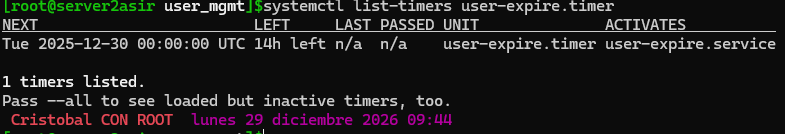 [root@server2asir user_mgmt]$systemctl list-timers user-expire.timer
NEXT LEFT LAST PASSED UNIT ACTIVATES
Tue 2025-12-30 00:00:00 UTC 14h left n/a n/a user-expire.timer user-expire.service
1 timers listed.
Pass --all to see loaded but inactive timers, too.
Cristobal CON ROOT lunes 29 diciembre 2026 09:44